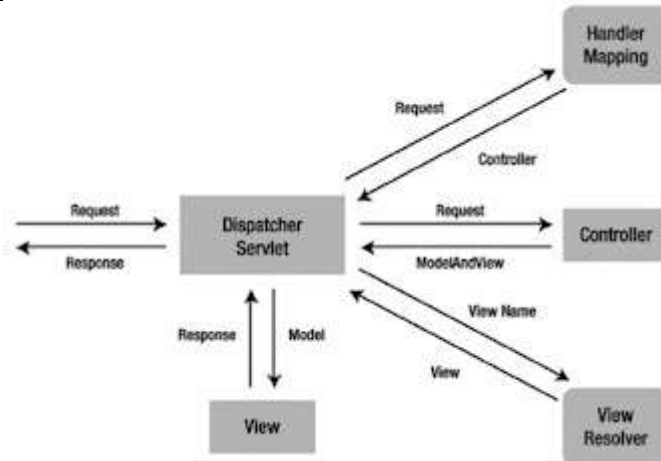 Handler
Mapping
Request
Controller
Request
Response
Dispatcher
Servlet
Request
ModelAndView
Controller
Response
Model
View Name
View
View
View
Resolver